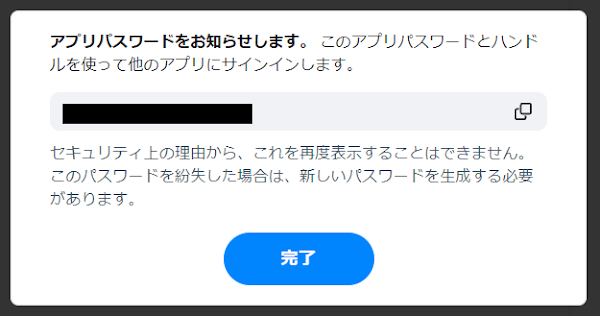 アプリパスワードをお知らせします。 このアプリパスワードとハンド
ルを使って他のアプリにサインインします。
セキュリティ上の理由から、これを再度表示することはできません。
このパスワードを紛失した場合は、新しいパスワードを生成する必要
があります。
完了